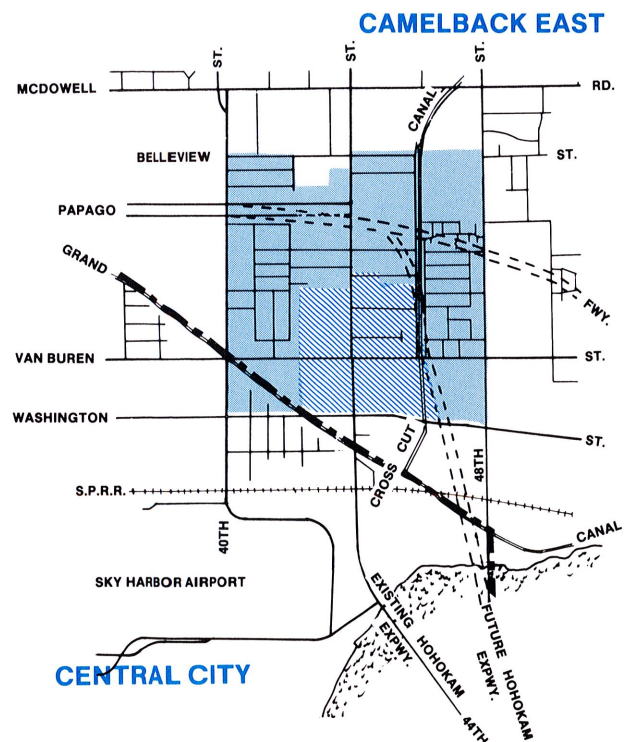 CAMELBACK EAST
ST.
ST.
ST.
MCDOWELL
RD.
CANAL
BELLEVIEW
ST.
PAPAGO
GRAND
FWY.
VAN BUREN
ST.
WASHINGTON
ST.
CROSS CUT
48TH
S.P.R.R.
40TH
CANAL
SKY HARBOR AIRPORT
EXISTING HOHOKAM
EXPWY.
FUTURE HOHOKAM
EXPWY.
CENTRAL CITY
44TH